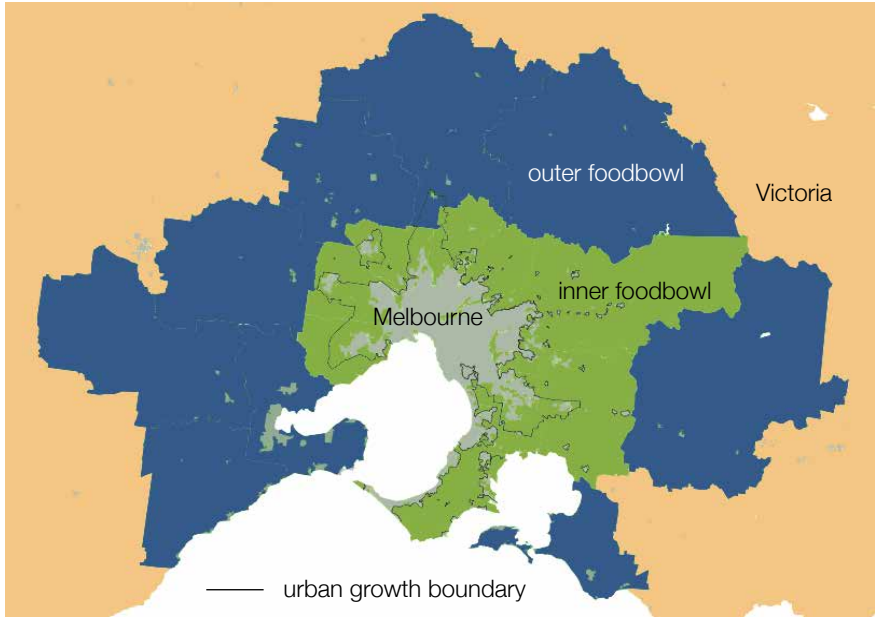 outer foodbowl
Victoria
inner foodbowl
Melbourne
urban growth boundary